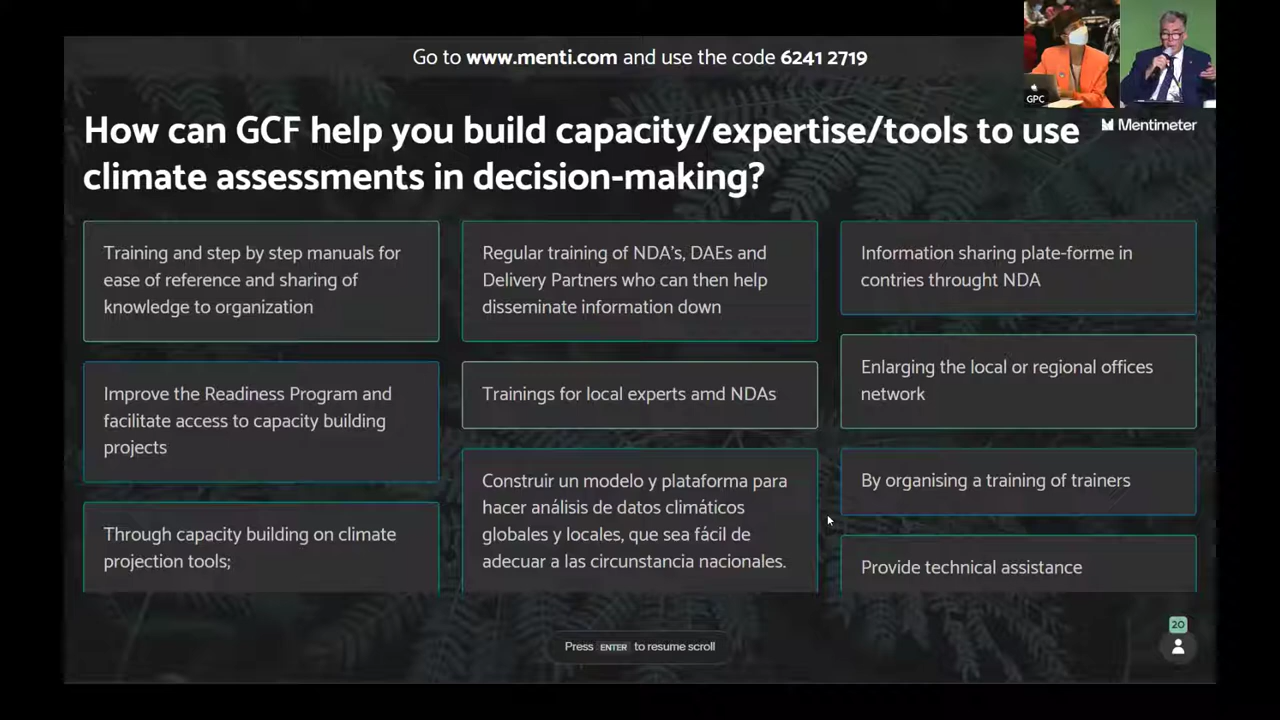 Go to www.menti.com and use the code 6241 2719
GPC
Mentimeter
How can GCF help you build capacity/expertise/tools to use
climate assessments in decision-making?
Training and step by step manuals for
ease of reference and sharing of
knowledge to organization
Improve the Readiness Program and
facilitate access to capacity building
projects
Through capacity building on climate
projection tools;
Regular training of NDA's, DAEs and
Delivery Partners who can then help
disseminate information down
Trainings for local experts amd NDAs
Construir un modelo y plataforma para
hacer análisis de datos climáticos
globales y locales, que sea fácil de
adecuar a las circunstancia nacionales.
Information sharing plate-forme in
contries throught NDA
Enlarging the local or regional offices
network
By organising a training of trainers
Provide technical assistance
Press ENTER to resume scroll
20